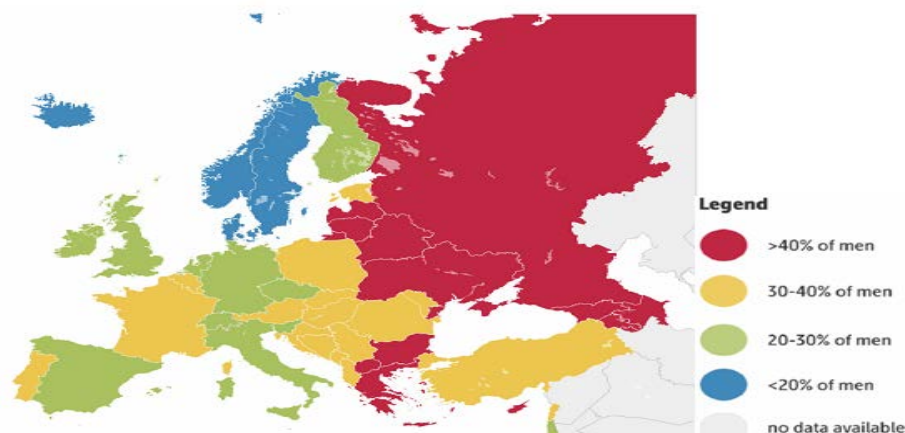 Legend
>40% of men
30-40% of men
20-30% of men
<20% of men
no data available